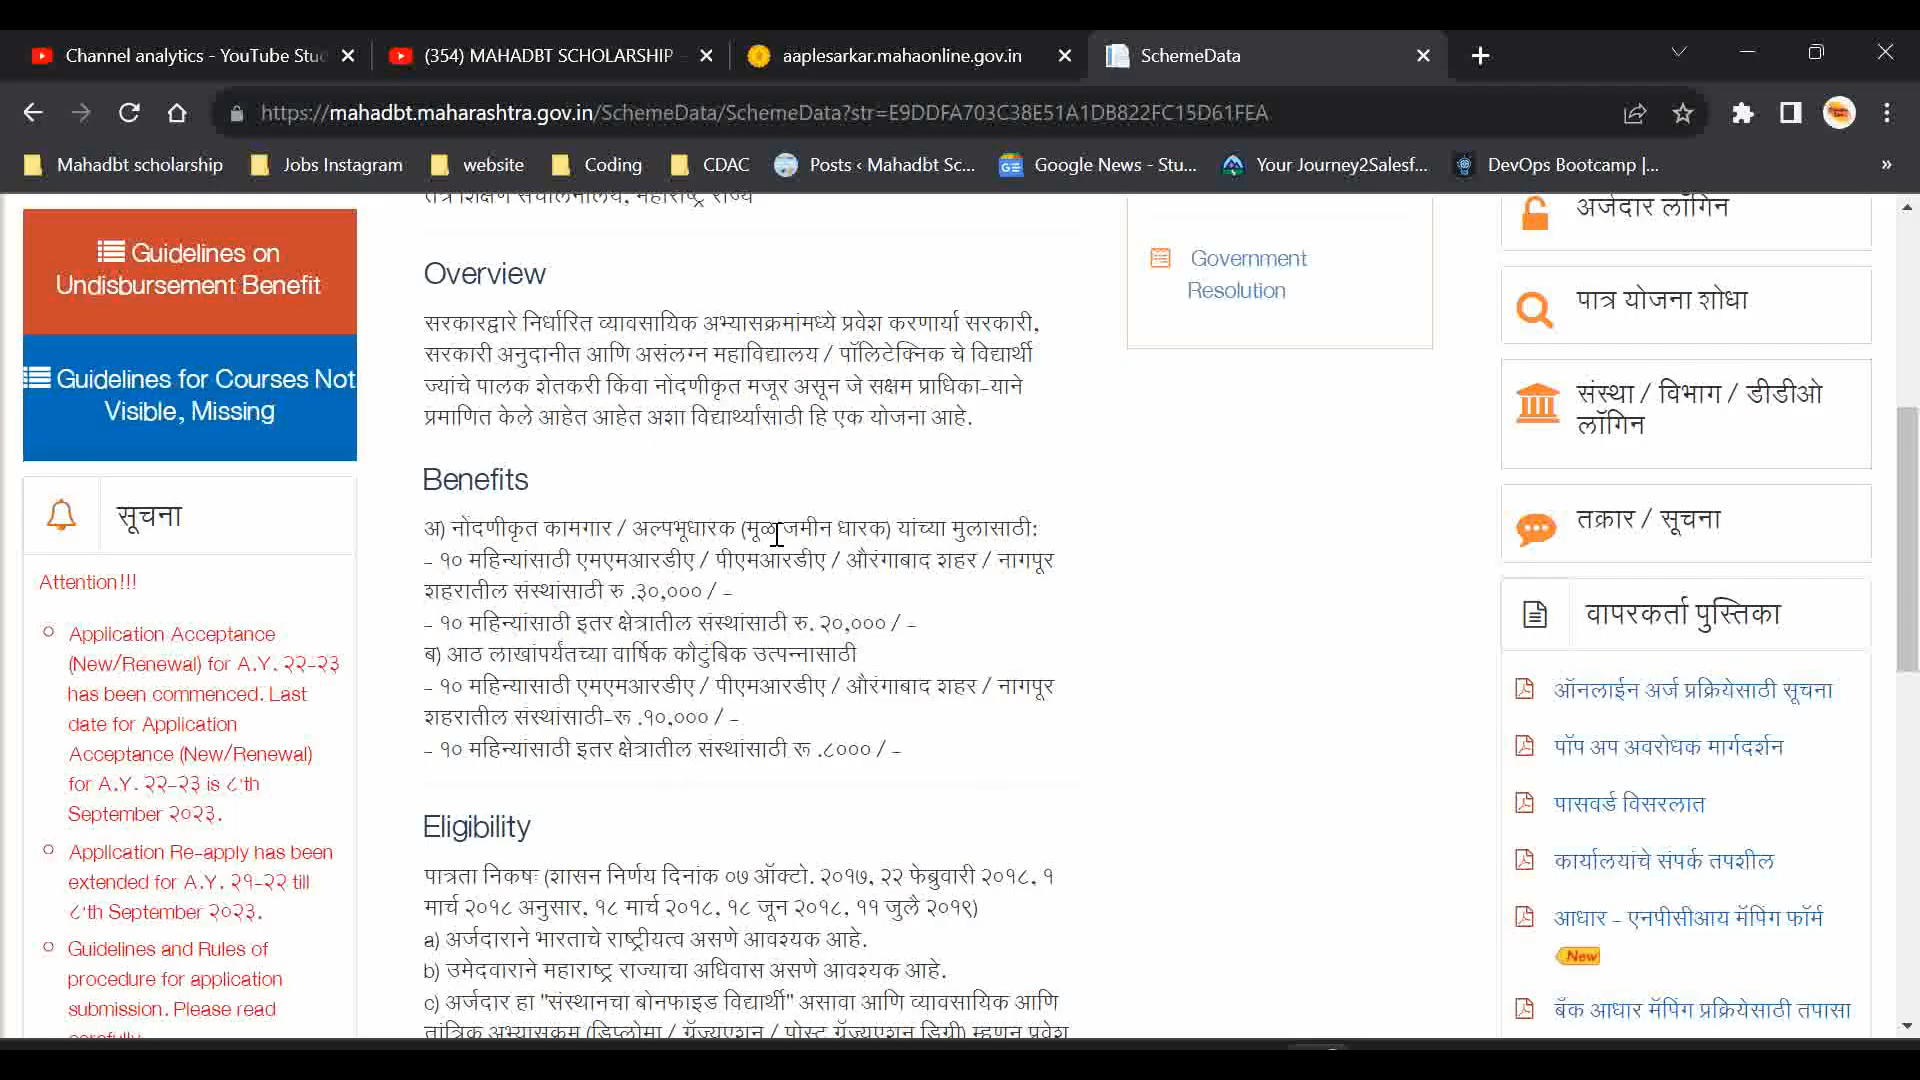 Channel analytics - YouTube Stu
(354) MAHADBT SCHOLARSHIP -
aaplesarkar.mahaonline.gov.in
SchemeData
https://mahadbt.maharashtra.gov.in/SchemeData/SchemeData?str=E9DDFA703C38E51A1DB822FC15D61FEA
Mahadbt scholarship
Jobs Instagram
website
Coding
CDAC
Posts ‹ Mahadbt Sc...
Google News - Stu...
Your Journey2Salesf...
DevOps Bootcamp |...
»
Guidelines on
Undisbursement Benefit
Guidelines for Courses Not
Visible, Missing
सूचना
Attention!!!
Application Acceptance
(New/Renewal) for A.Y. २२-२३
has been commenced. Last
date for Application
Acceptance (New/Renewal)
for A.Y. २२-२३ is ८'th
September २०२३.
Application Re-apply has been
extended for A.Y. २१-२२ till
८'th September २०२३.
Guidelines and Rules of
procedure for application
submission. Please read
carefully
तंत्र शिक्षण संचालनालय, महाराष्ट्र राज्य
Overview
सरकारद्वारे निर्धारित व्यावसायिक अभ्यासक्रमांमध्ये प्रवेश करणार्या सरकारी,
सरकारी अनुदानीत आणि असंलग्न महाविद्यालय / पॉलिटेक्निक चे विद्यार्थी
ज्यांचे पालक शेतकरी किंवा नोंदणीकृत मजूर असून जे सक्षम प्राधिका-याने
प्रमाणित केले आहेत आहेत अशा विद्यार्थ्यांसाठी हि एक योजना आहे.
Benefits
अ) नोंदणीकृत कामगार / अल्पभूधारक (मूळ जमीन धारक) यांच्या मुलासाठी:
- १० महिन्यांसाठी एमएमआरडीए / पीएमआरडीए / औरंगाबाद शहर / नागपूर
शहरातील संस्थांसाठी रु .३०,००० / -
- १० महिन्यांसाठी इतर क्षेत्रातील संस्थांसाठी रु. २०,००० / -
ब) आठ लाखांपर्यंतच्या वार्षिक कौटुंबिक उत्पन्नासाठी
- १० महिन्यासाठी एमएमआरडीए / पीएमआरडीए / औरंगाबाद शहर / नागपूर
शहरातील संस्थांसाठी-रू .१०,००० / -
- १० महिन्यांसाठी इतर क्षेत्रातील संस्थांसाठी रू .८००० / -
Eligibility
पात्रता निकषः (शासन निर्णय दिनांक ०७ ऑक्टो. २०१७, २२ फेब्रुवारी २०१८, १
मार्च २०१८ अनुसार, १८ मार्च २०१८, १८ जून २०१८, ११ जुलै २०१९)
a) अर्जदाराने भारताचे राष्ट्रीयत्व असणे आवश्यक आहे.
b) उमेदवाराने महाराष्ट्र राज्याचा अधिवास असणे आवश्यक आहे.
c) अर्जदार हा "संस्थानचा बोनफाइड विद्यार्थी" असावा आणि व्यावसायिक आणि
तांत्रिक अभ्यासक्रम (डिप्लोमा / ग्रॅज्यएशन / पोस्ट ग्रॅज्यएशन डिग्री) म्हणन प्रवेश
Government
Resolution
अर्जदार लॉगिन
पात्र योजना शोधा
संस्था / विभाग / डीडीओ
लॉगिन
तक्रार / सूचना
वापरकर्ता पुस्तिका
ऑनलाईन अर्ज प्रक्रियेसाठी सूचना
पॉप अप अवरोधक मार्गदर्शन
पासवर्ड विसरलात
कार्यालयांचे संपर्क तपशील
आधार - एनपीसीआय मॅपिंग फॉर्म
New
बँक आधार मॅपिंग प्रक्रियेसाठी तपासा